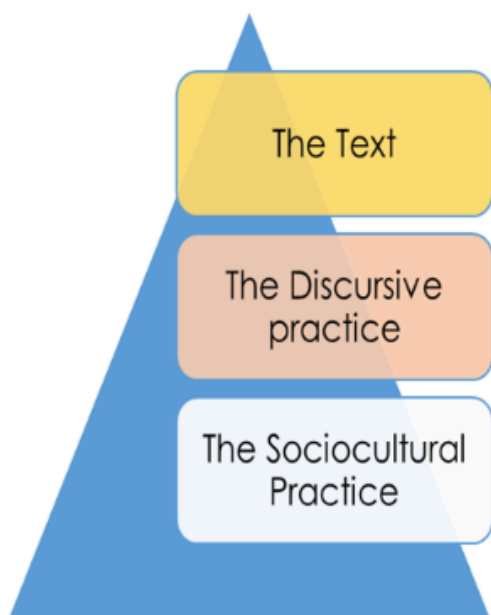 The Text
The Discursive
practice
The Sociocultural
Practice